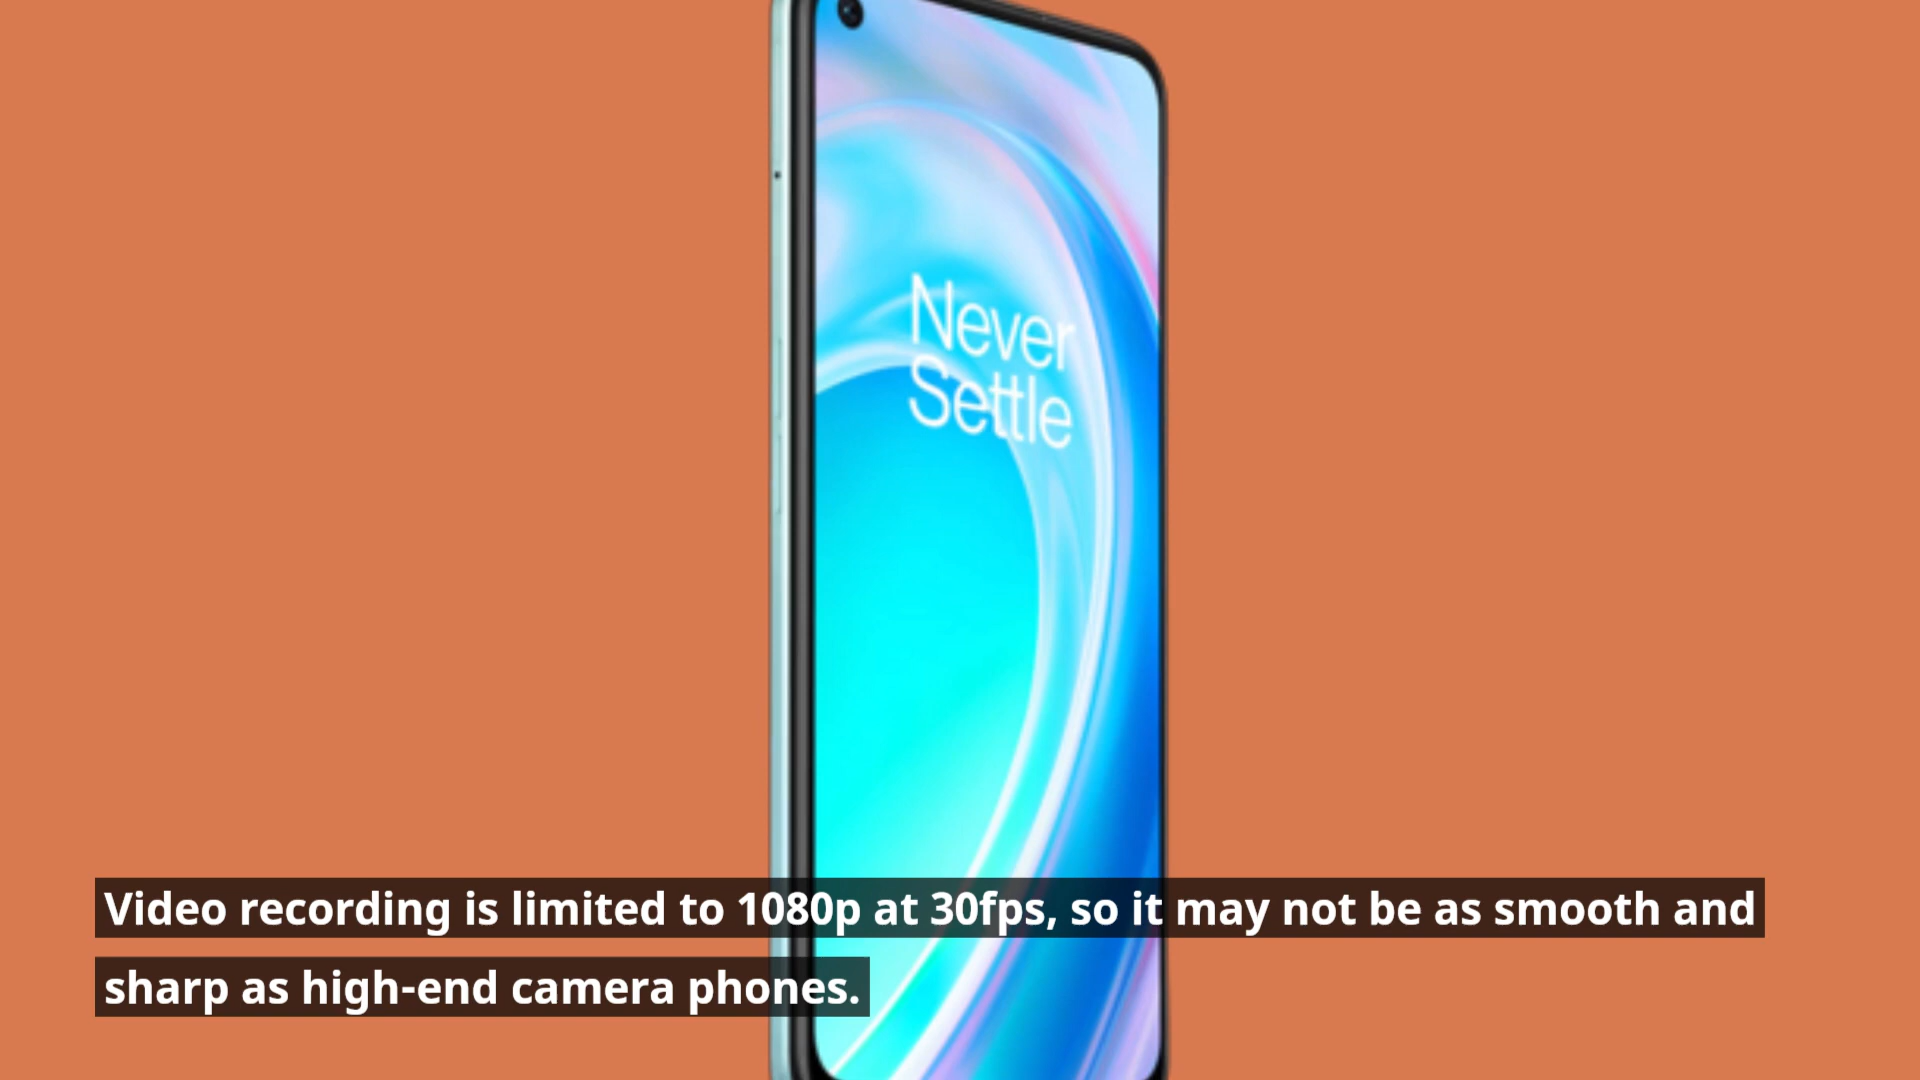 Never
Settle
Video recording is limited to 1080p at 30fps, so it may not be as smooth and
sharp as high-end camera phones.